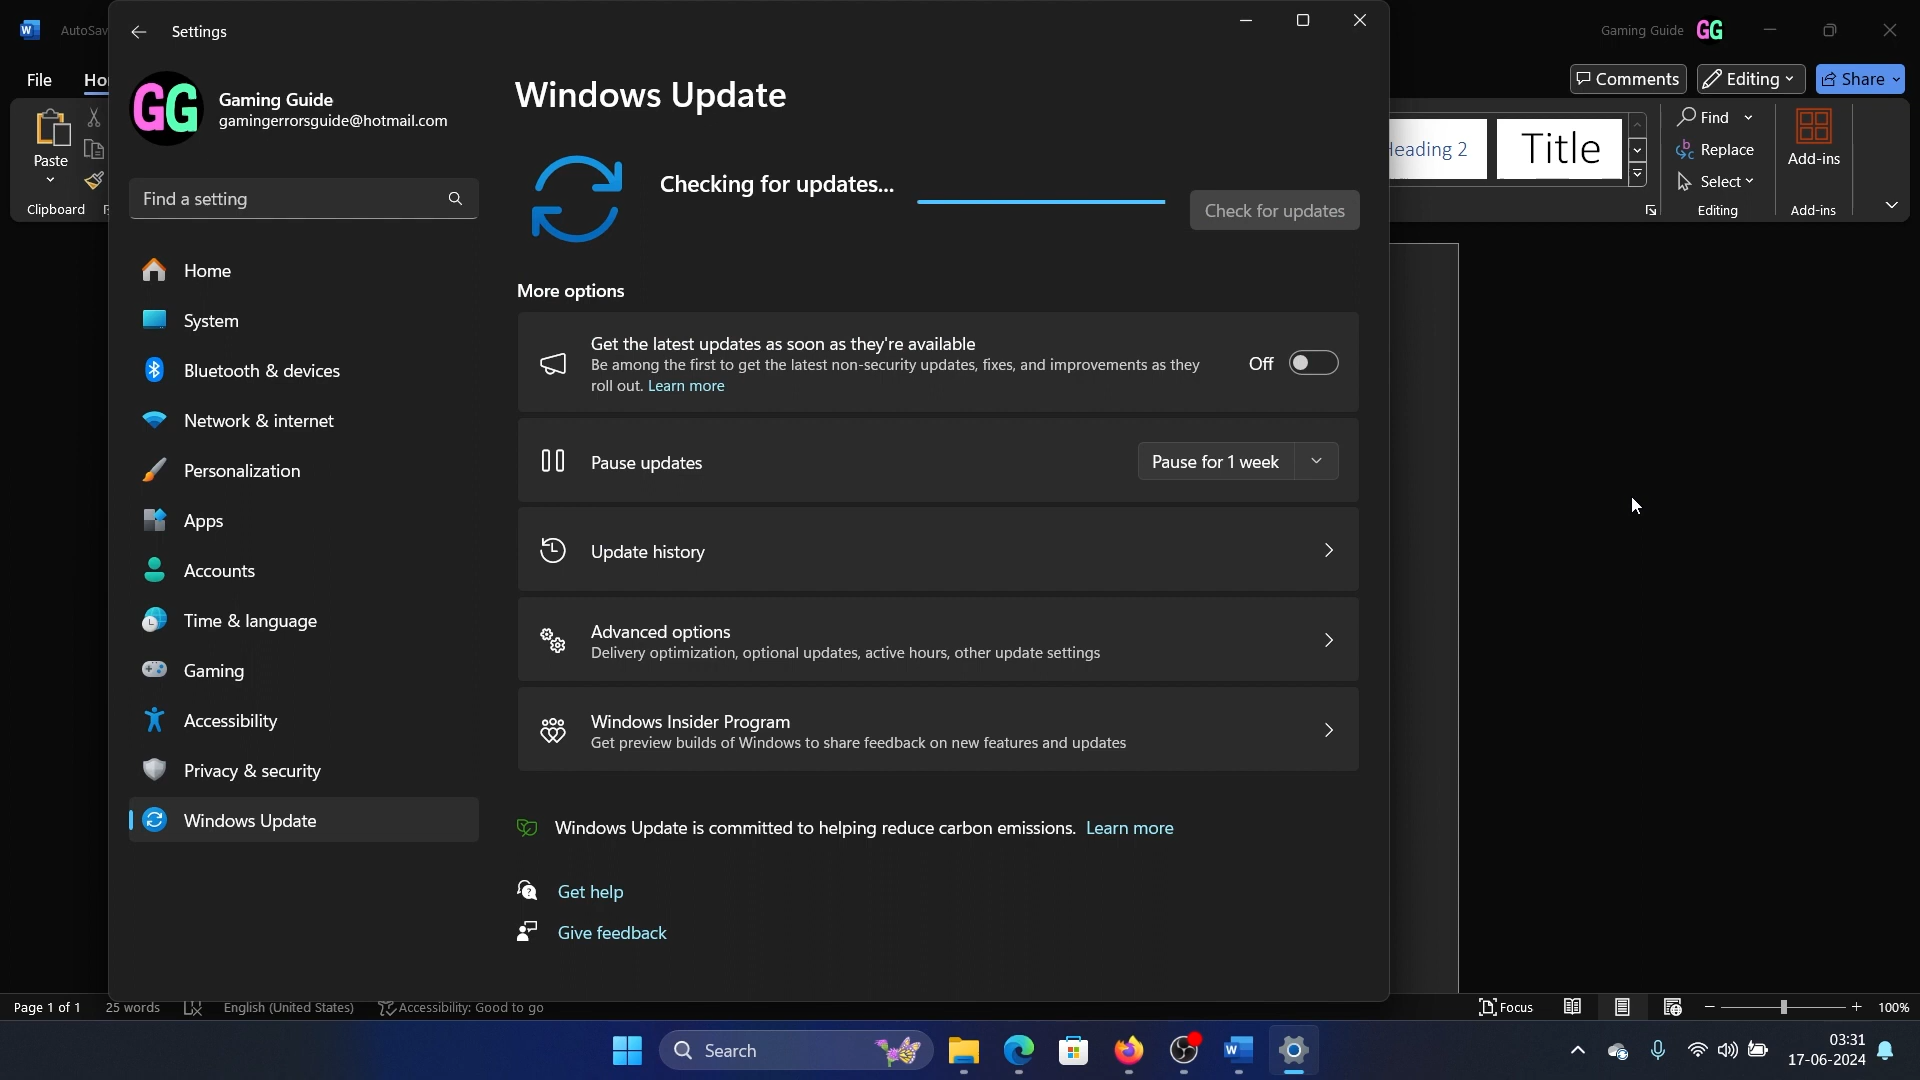 Settings
GG
Gaming Guide
gamingerrorsguide@hotmail.com
Find a setting
Home
System
Bluetooth & devices
Network & internet
Personalization
Apps
Accounts
Time & language
Gaming
Accessibility
Privacy & security
Windows Update
Windows Update
Checking for updates...
Check for updates
More options
Get the latest updates as soon as they're available
Be among the first to get the latest non-security updates, fixes, and improvements as they
roll out. Learn more
Off
Pause updates
Pause for 1 week
Update history
Advanced options
Delivery optimization, optional updates, active hours, other update settings
Windows Insider Program
Get preview builds of Windows to share feedback on new features and updates
Windows Update is committed to helping reduce carbon emissions. Learn more
Get help
Give feedback
W
AutoSav
File
Ho
Paste
Clipboard
Gaming Guide GG
Comments
Editing
Share
eading 2
Title
Find
Replace
Select
Editing
Add-ins
Add-ins
Page 1 of 1
25 words
English (United States)
Accessibility: Good to go
Focus
100%
Search
W
03:31
17-06-2024